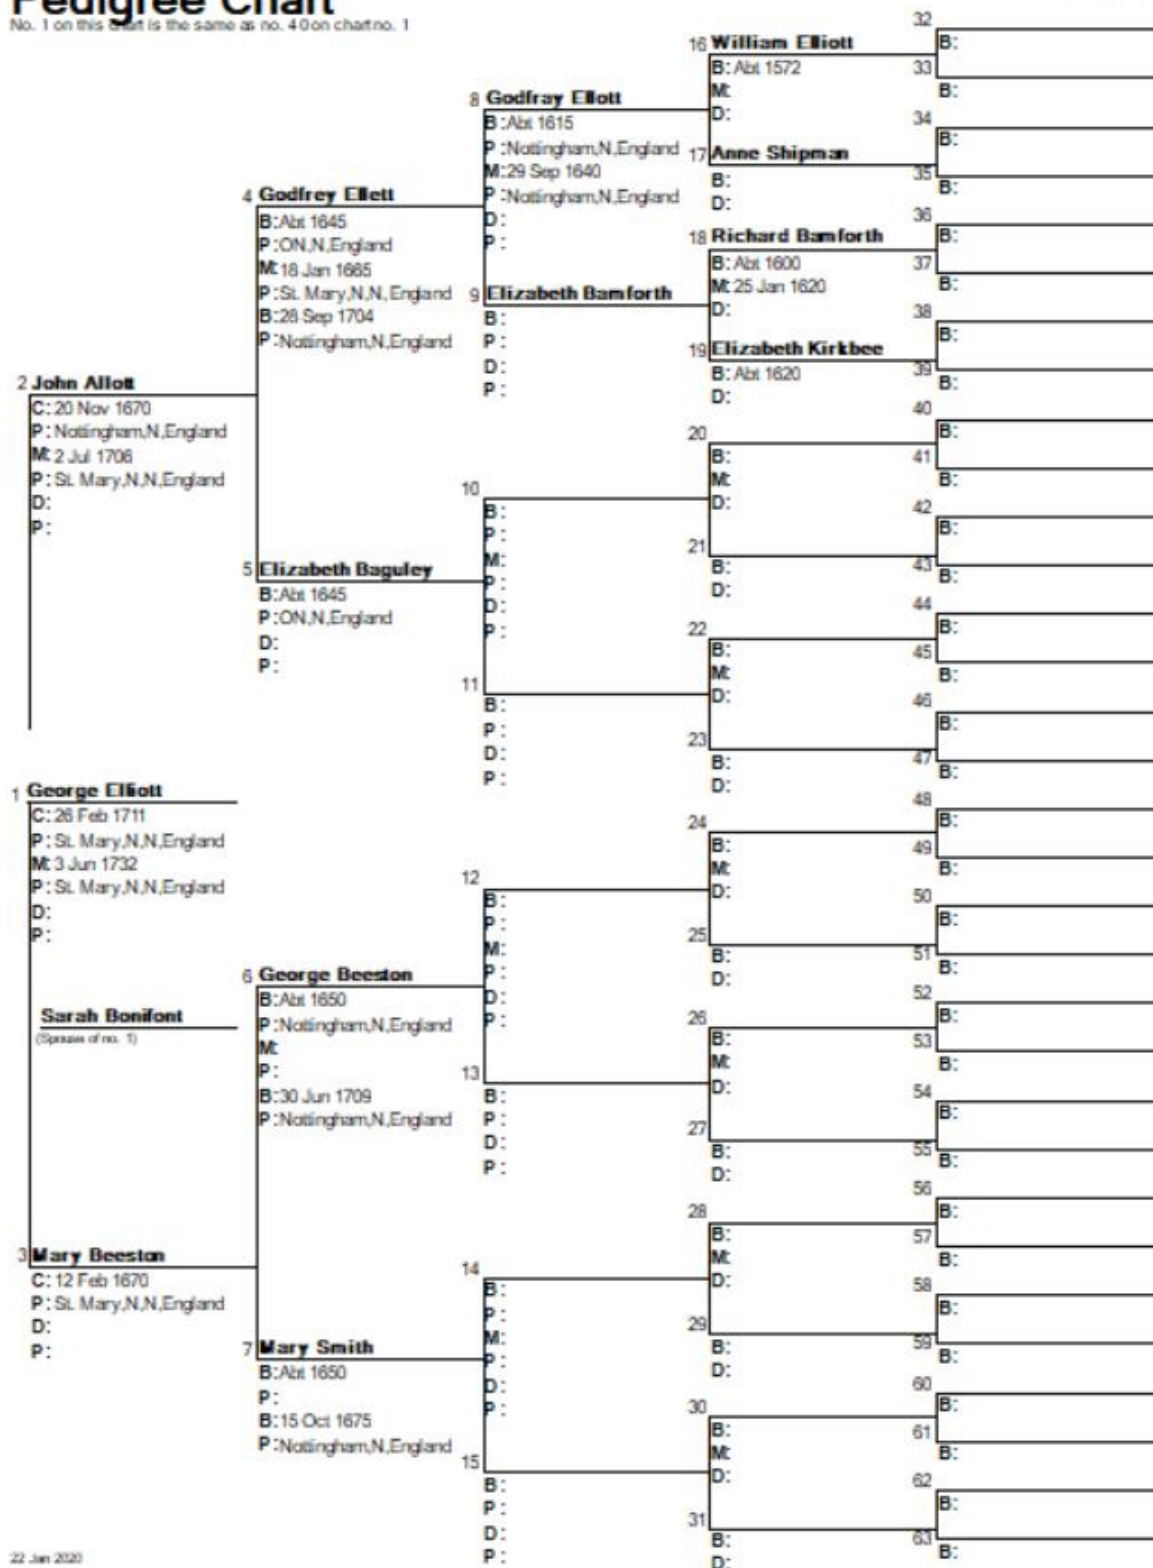 Pedigree Chart
No. 1 on this chart is the same as no. 40 on chart no. 1
2 John Allott
C: 20 Nov 1670
P: Nottingham,N,England
M: 2 Jul 1706
P: St. Mary,N,N,England
D:
P:
1 George Elliott
C: 26 Feb 1711
P: St. Mary,N,N,England
M: 3 Jun 1732
P: St. Mary,N,N,England
D:
P:
Sarah Bonifont
(Spouse of no. 1)
3 Mary Beeston
C: 12 Feb 1670
P: St. Mary,N,N,England
D:
P:
4 Godfrey Ellett
B: Abt 1645
P: ON,N,England
M: 18 Jan 1665
P: St. Mary,N,N,England
B: 28 Sep 1704
P: Nottingham,N,England
5 Elizabeth Baguley
B: Abt 1645
P: ON,N,England
D:
P:
6 George Beeston
B: Abt 1650
P: Nottingham,N,England
M:
P:
B: 30 Jun 1709
P: Nottingham,N,England
7 Mary Smith
B: Abt 1650
P:
B: 15 Oct 1675
P: Nottingham,N,England
8 Godfray Ellott
B: Abt 1615
P: Nottingham,N,England
M: 29 Sep 1640
P: Nottingham,N,England
D:
P:
9 Elizabeth Bamforth
B:
P:
D:
P:
10
B:
P:
M:
P:
D:
P:
11
B:
P:
D:
P:
12
B:
P:
M:
P:
D:
P:
13
B:
P:
D:
P:
14
B:
P:
M:
P:
D:
P:
15
B:
P:
D:
P:
16 William Elliott
B: Abt 1572
M:
D:
17 Anne Shipman
B:
D:
18 Richard Bamforth
B: Abt 1600
M: 25 Jan 1620
D:
19 Elizabeth Kirkbee
B: Abt 1620
D:
20
B:
M:
D:
21
B:
D:
22
B:
M:
D:
23
B:
D:
24
B:
M:
D:
25
B:
D:
26
B:
M:
D:
27
B:
D:
28
B:
M:
D:
29
B:
D:
30
B:
M:
D:
31
B:
D:
32
B:
33
B:
34
B:
35
B:
36
B:
37
B:
38
B:
39
B:
40
B:
41
B:
42
B:
43
B:
44
B:
45
B:
46
B:
47
B:
48
B:
49
B:
50
B:
51
B:
52
B:
53
B:
54
B:
55
B:
56
B:
57
B:
58
B:
59
B:
60
B:
61
B:
62
B:
63
B:
22 Jan 2020